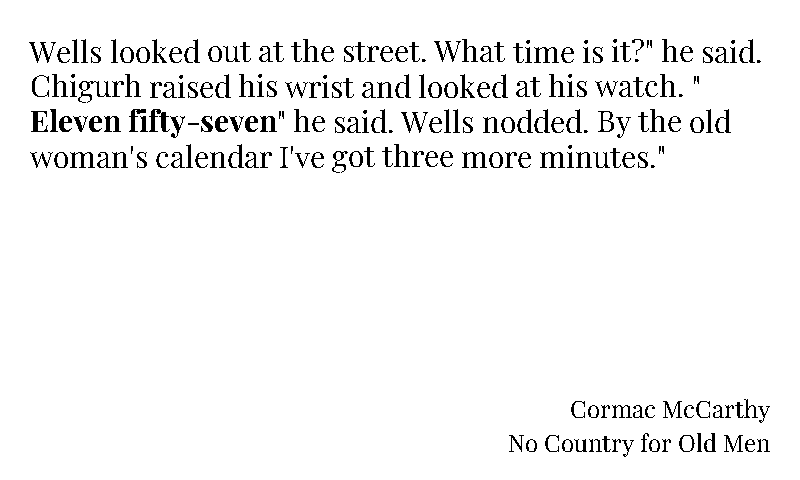 Wells looked out at the street. What time is it?" he said.
Chigurh raised his wrist and looked at his watch. "
Eleven fifty-seven" he said. Wells nodded. By the old
woman's calendar I've got three more minutes."
Cormac McCarthy
No Country for Old Men